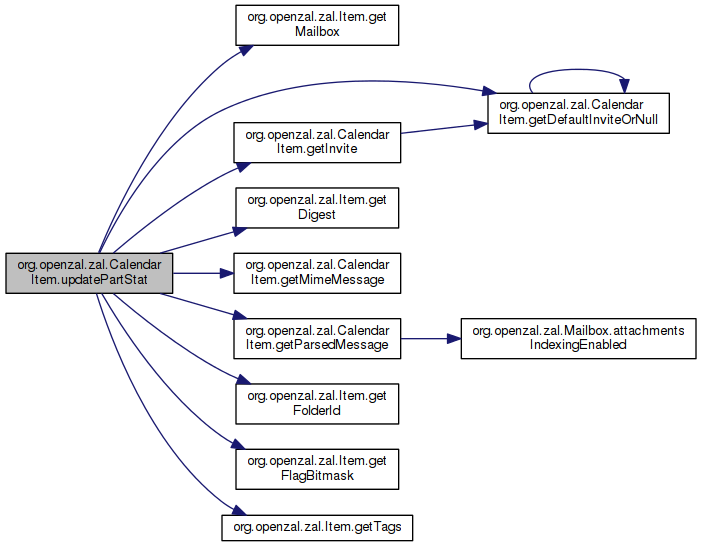 org.openzal.zal.Item.get
Mailbox
org.openzal.zal.Calendar
Item.getDefaultInviteOrNull
org.openzal.zal.Calendar
Item.getInvite
org.openzal.zal.Item.get
Digest
org.openzal.zal.Calendar
Item.updatePartStat
org.openzal.zal.Calendar
Item.getMimeMessage
org.openzal.zal.Calendar
Item.getParsedMessage
org.openzal.zal.Mailbox.attachments
IndexingEnabled
org.openzal.zal.Item.get
FolderId
org.openzal.zal.Item.get
FlagBitmask
org.openzal.zal.Item.getTags